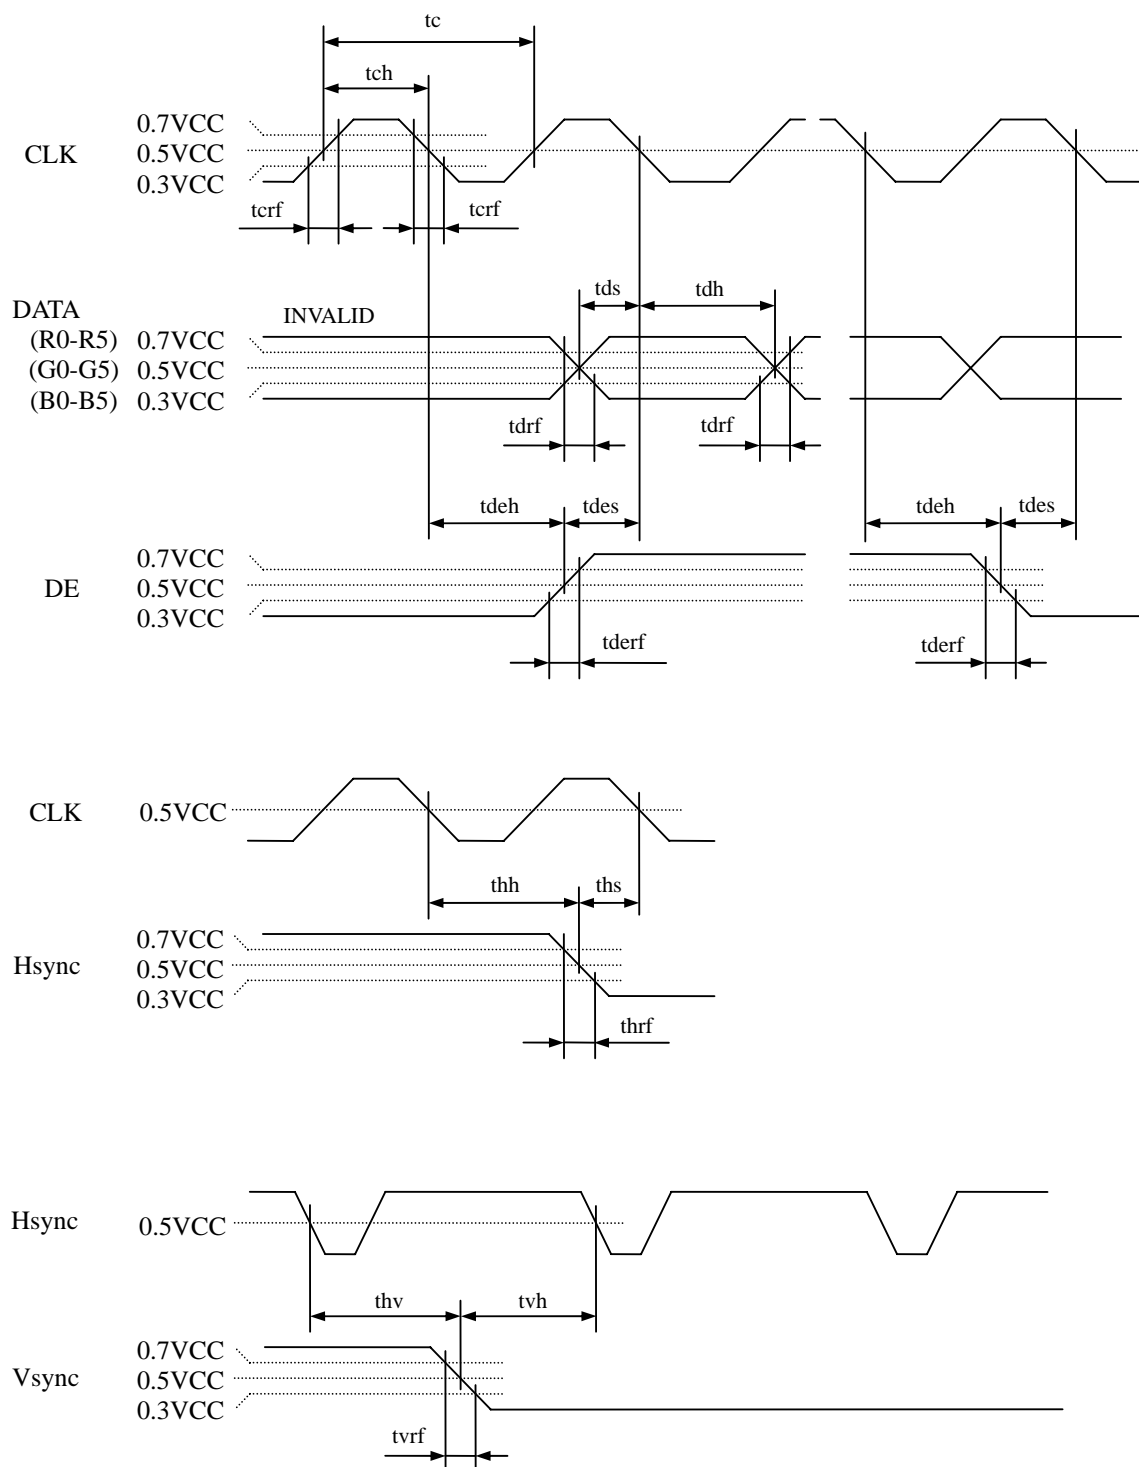 tc
tch
0.7VCC
CLK 0.5VCC
0.3VCC
tcrf tcrf
tds tdh
DATA INVALID
(R0-R5) 0.7VCC
(G0-G5) 0.5VCC
(B0-B5) 0.3VCC
tdrf tdrf
tdeh tdes tdeh tdes
0.7VCC
DE 0.5VCC
0.3VCC
tderf tderf
CLK 0.5VCC
thh ths
0.7VCC
Hsync 0.5VCC
0.3VCC
thrf
Hsync 0.5VCC
thv tvh
0.7VCC
Vsync 0.5VCC
0.3VCC
tvrf